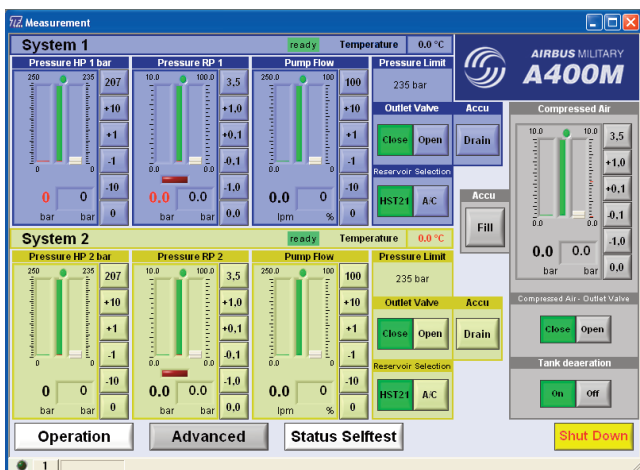 Measurement
System 1 ready Temperature 0.0 °C
AIRBUS MILITARY
A400M
Pressure HP 1 bar Pressure RP 1 Pump Flow Pressure Limit
250 235 207 10.0 10.0 3,5 250.0 100 100
235 bar
+10 +1,0 +10
Outlet Valve Accu
+1 +0,1 +1
Close Open Drain
-1 -0,1 -1
0 0 0.0 0.0 0.0 0
Reservoir Selection
-10 -1,0 -10
HST21 A/C
0 0 0.0 0.0 0.0 0
0 0,0 0
bar bar bar bar lpm %
Accu
Fill
Compressed Air
10.0 10.0 3,5
+1,0
+0,1
-0,1
0.0 0.0
-1,0
0.0 0.0
0,0
bar bar
System 2 ready Temperature 0.0 °C
Pressure HP 2 bar Pressure RP 2 Pump Flow Pressure Limit
250 235 207 10.0 10.0 3,5 250.0 100 100
235 bar
+10 +1,0 +10
Outlet Valve Accu
+1 +0,1 +1
Close Open Drain
-1 -0,1 -1
0 0 0.0 0.0 0.0 0
Reservoir Selection
-10 -1,0 -10
HST21 A/C
0 0 0.0 0.0 0.0 0
0 0,0 0
bar bar bar bar lpm %
Compressed Air - Outlet Valve
Close Open
Tank deaeration
On Off
Operation Advanced Status Selftest Shut Down
1